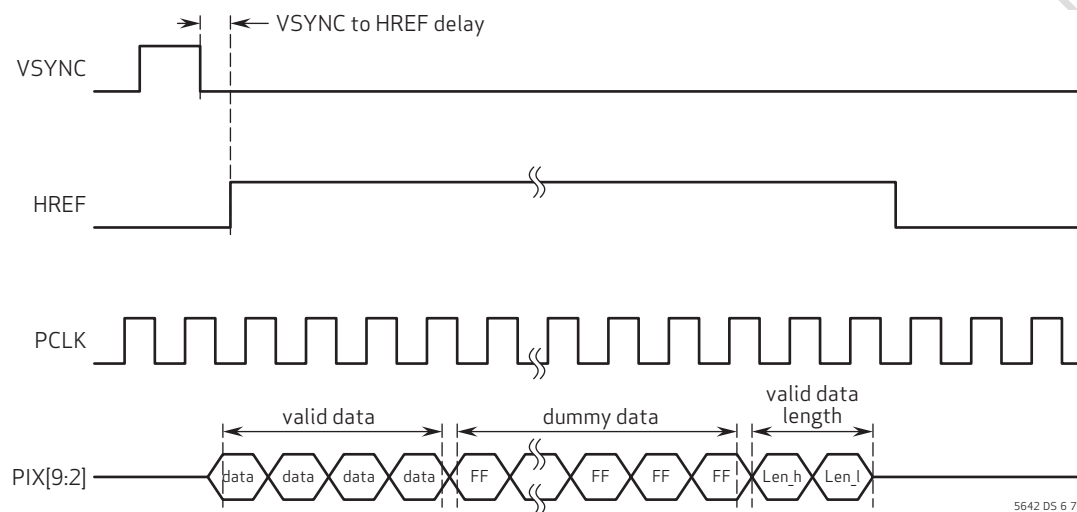 VSYNC to HREF delay
VSYNC
HREF
PCLK
valid data
dummy data
valid data
length
PIX[9:2]
data
data
data
data
FF
FF
FF
FF
Len_h
Len_l
5642 DS 6 7